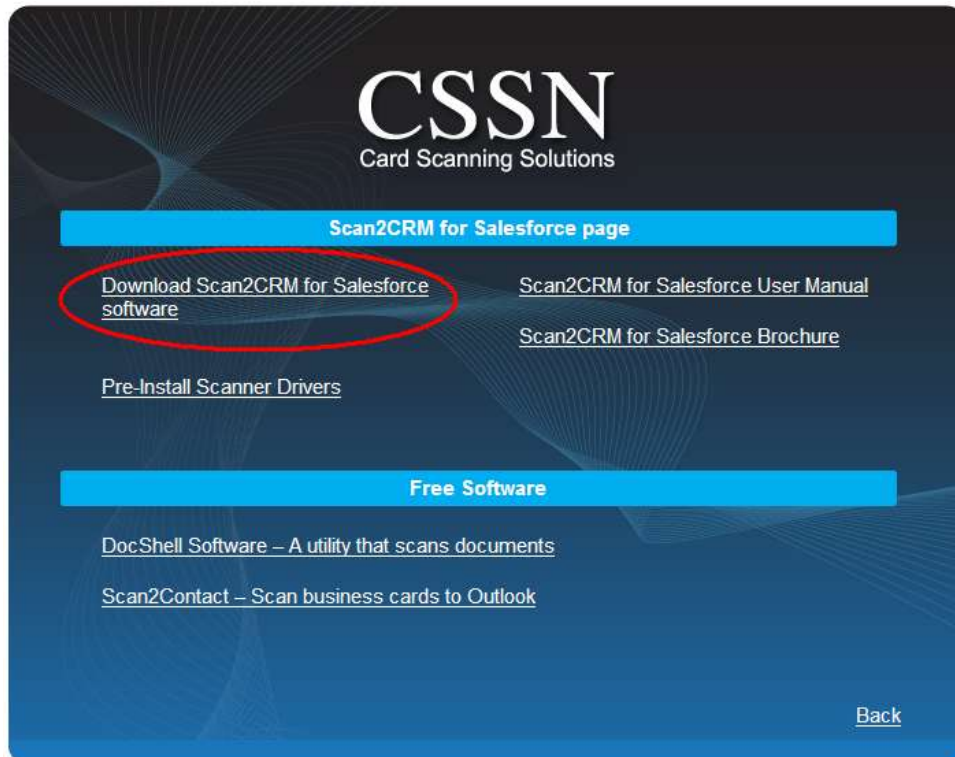 CSSN
Card Scanning Solutions
Scan2CRM for Salesforce page
Download Scan2CRM for Salesforce
software
Scan2CRM for Salesforce User Manual
Scan2CRM for Salesforce Brochure
Pre-Install Scanner Drivers
Free Software
DocShell Software – A utility that scans documents
Scan2Contact – Scan business cards to Outlook
Back